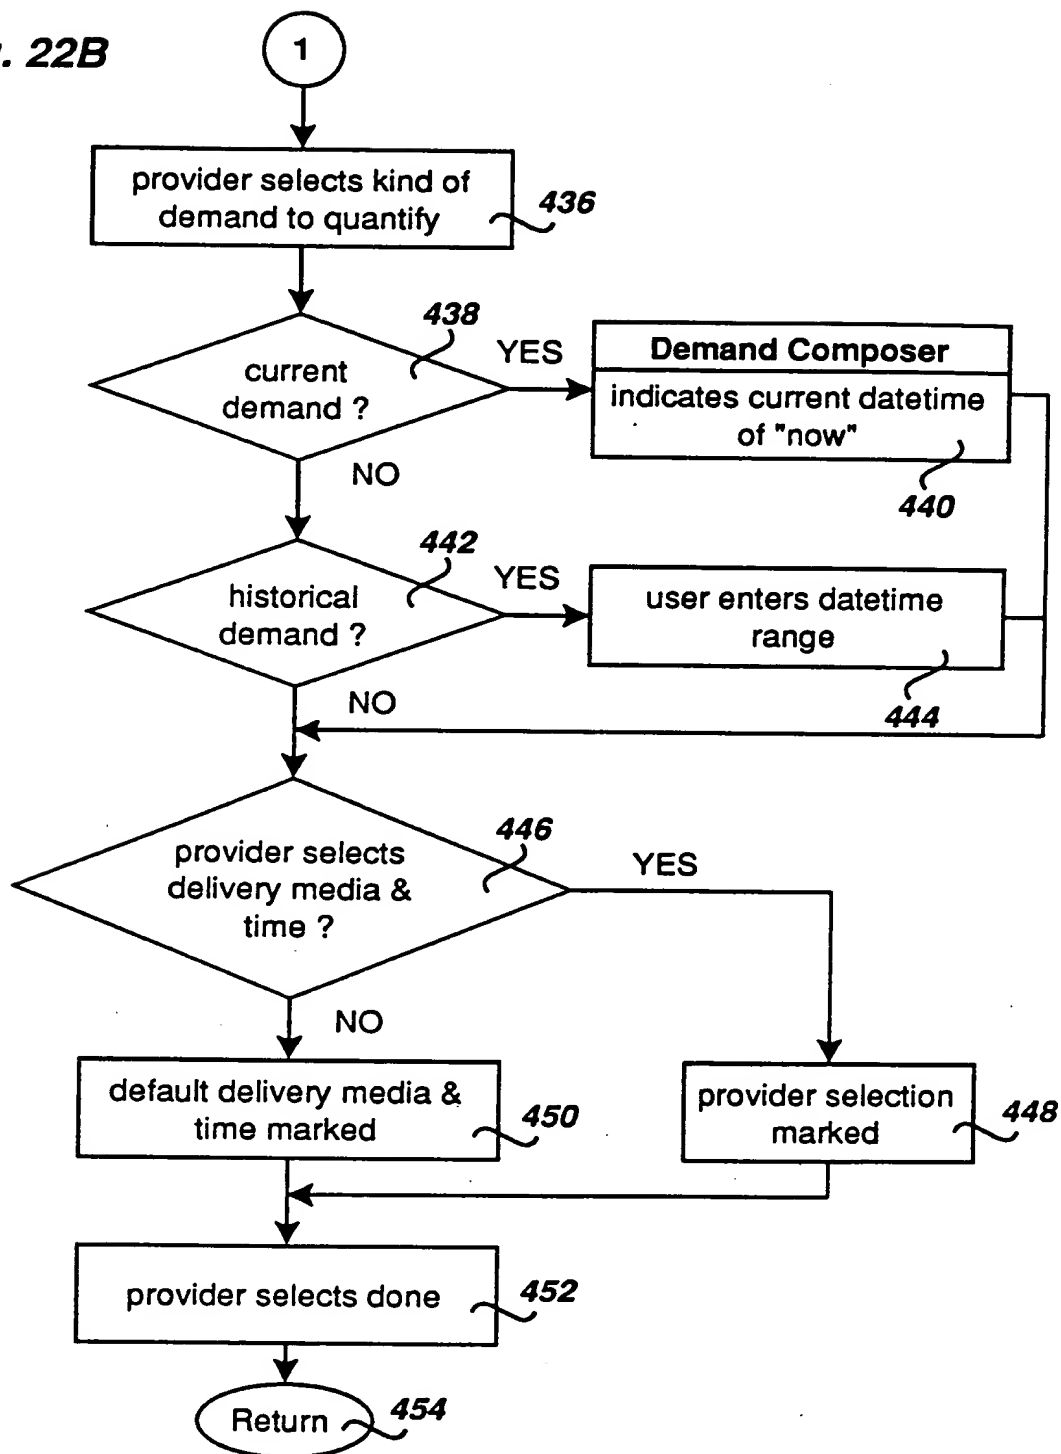 . 22B
1
provider selects kind of
demand to quantify
436
438
current
demand ?
YES
Demand Composer
indicates current datetime
of "now"
440
NO
442
historical
demand ?
YES
user enters datetime
range
444
NO
446
provider selects
delivery media &
time ?
YES
NO
default delivery media &
time marked
450
provider selection
marked
448
provider selects done
452
Return
454